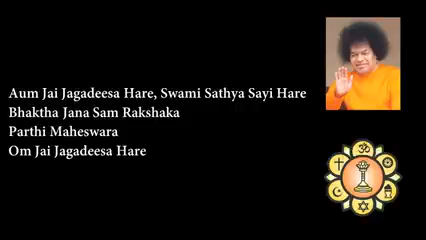 Aum Jai Jagadeesa Hare, Swami Sathya Sayi Hare
Bhaktha Jana Sam Rakshaka
Parthi Maheswara
Om Jai Jagadeesa Hare